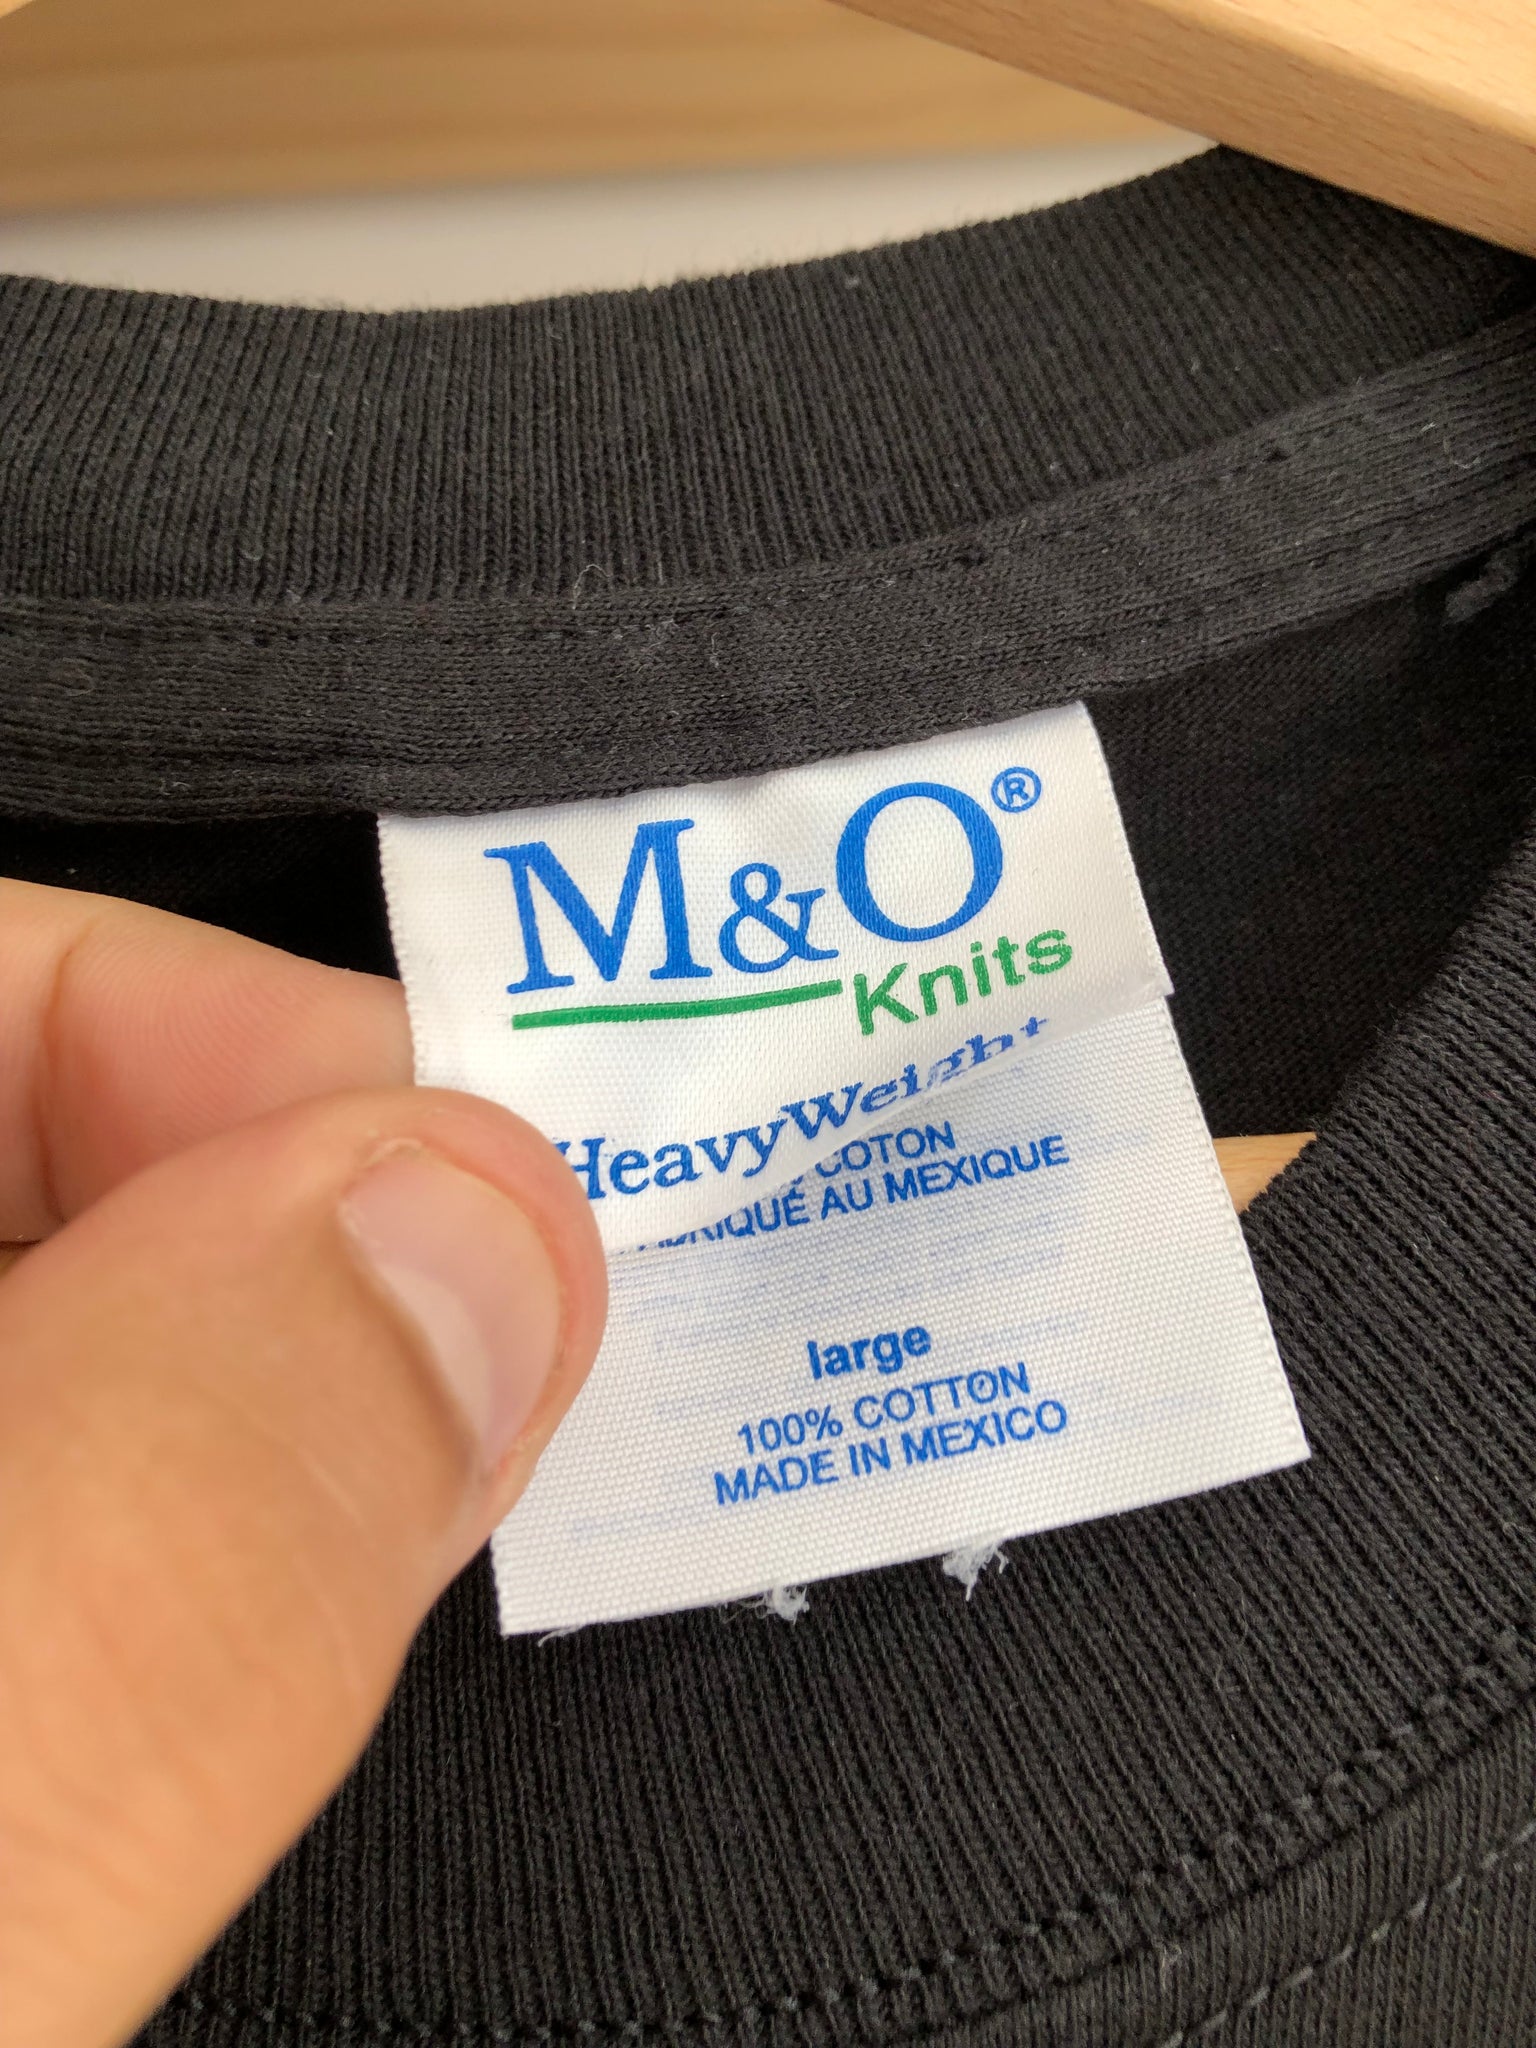 M&O®
Knits
HeavyWeight
COTON
AU MEXIQUE
large
100% COTTON
MADE IN MEXICO